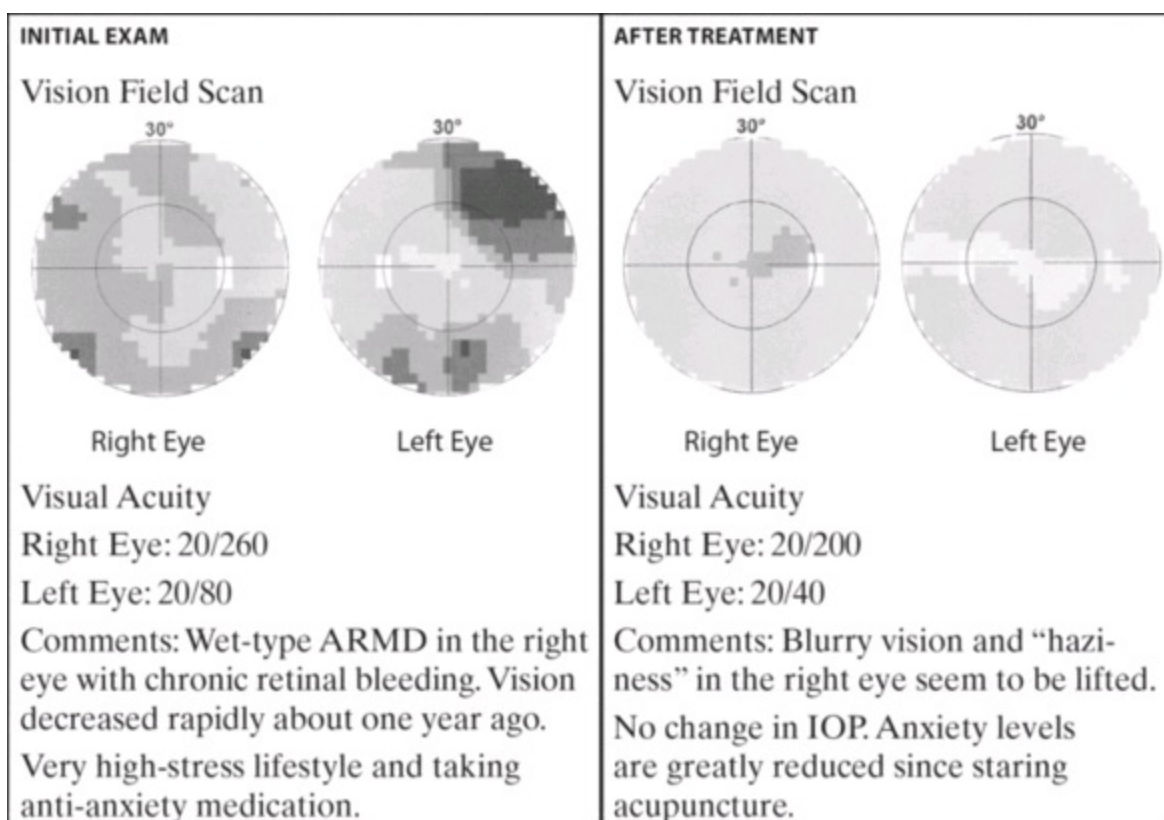 INITIAL EXAM
Vision Field Scan
30°
30°
Right Eye
Left Eye
Visual Acuity
Right Eye: 20/260
Left Eye: 20/80
Comments: Wet-type ARMD in the right
eye with chronic retinal bleeding. Vision
decreased rapidly about one year ago.
Very high-stress lifestyle and taking
anti-anxiety medication.
AFTER TREATMENT
Vision Field Scan
30°
30°
Right Eye
Left Eye
Visual Acuity
Right Eye: 20/200
Left Eye: 20/40
Comments: Blurry vision and “hazi-
ness” in the right eye seem to be lifted.
No change in IOP. Anxiety levels
are greatly reduced since staring
acupuncture.